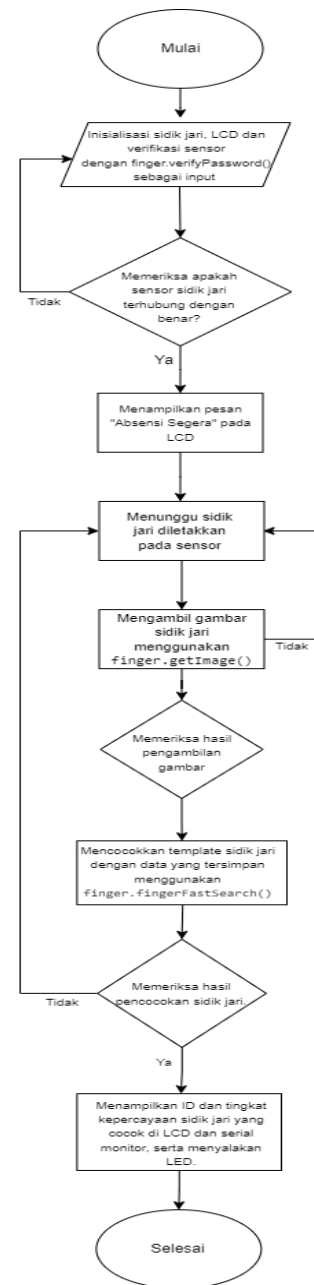 Mulai
Inisialisasi sidik jari, LCD dan
verifikasi sensor
dengan finger.verifyPassword()
sebagai input
Memeriksa apakah
sensor sidik jari
terhubung dengan
benar?
Tidak
Ya
Menampilkan pesan
"Absensi Segera" pada
LCD
Menunggu sidik
jari diletakkan
pada sensor
Mengambil gambar
sidik jari
menggunakan
finger.getImage()
Tidak
Memeriksa hasil
pengambilan
gambar
Mencocokkan template sidik jari
dengan data yang tersimpan
menggunakan
finger.fingerFastSearch()
Memeriksa hasil
pencocokan sidik jari.
Tidak
Ya
Menampilkan ID dan tingkat
kepercayaan sidik jari yang
cocok di LCD dan serial
monitor, serta menyalakan
LED.
Selesai